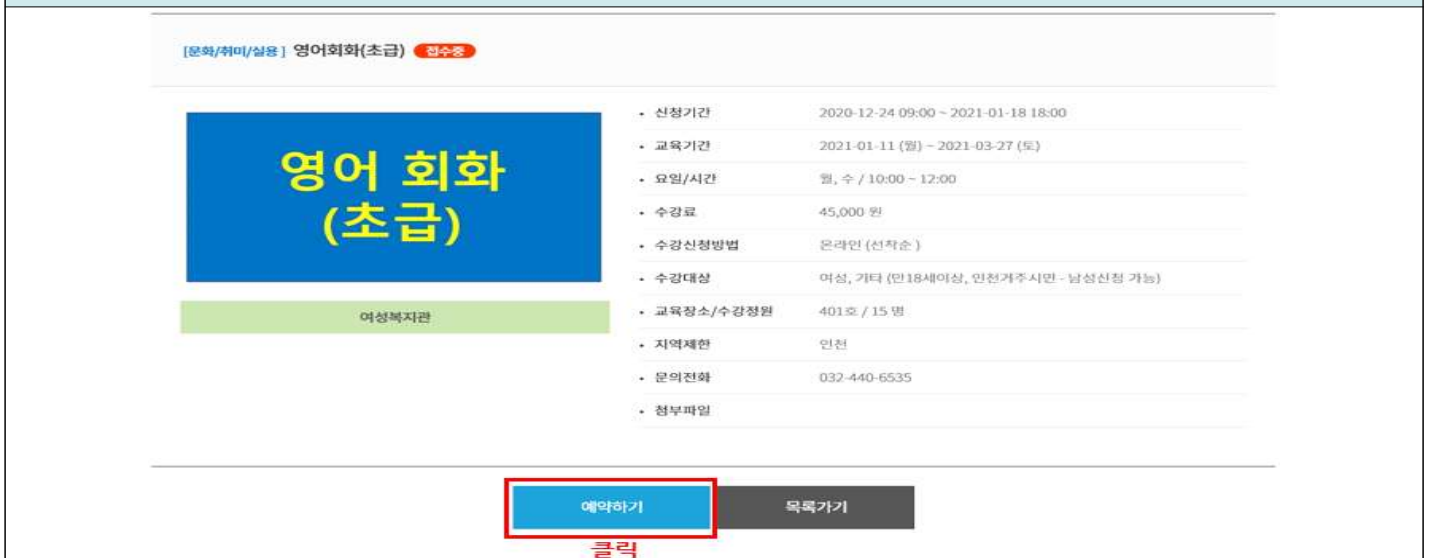 [문화/취미/실용] 영어회화(초급) 접수중
영어 회화
(초급)
여성복지관
• 신청기간 2020-12-24 09:00 ~ 2021-01-18 18:00
• 교육기간 2021-01-11 (월) ~ 2021-03-27 (토)
• 요일/시간 월, 수 / 10:00 ~ 12:00
• 수강료 45,000 원
• 수강신청방법 온라인 (선착순 )
• 수강대상 여성, 기타 (만18세이상, 인천거주시민 - 남성신청 가능)
• 교육장소/수강정원 401호 / 15 명
• 지역제한 인천
• 문의전화 032-440-6535
• 첨부파일
예약하기 목록가기
클릭